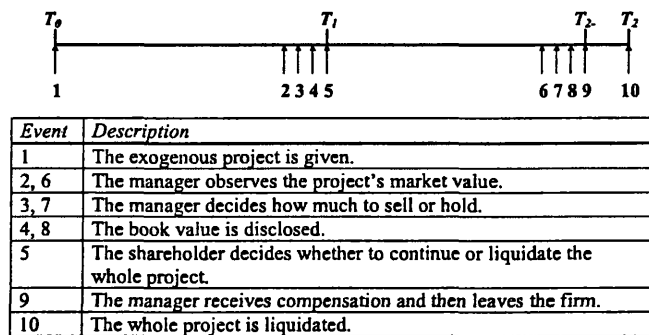 T₀ T₁ T₂- T₂
1 2 3 4 5 6 7 8 9 10
Event Description
1 The exogenous project is given.
2, 6 The manager observes the project's market value.
3, 7 The manager decides how much to sell or hold.
4, 8 The book value is disclosed.
5 The shareholder decides whether to continue or liquidate the
whole project.
9 The manager receives compensation and then leaves the firm.
10 The whole project is liquidated.